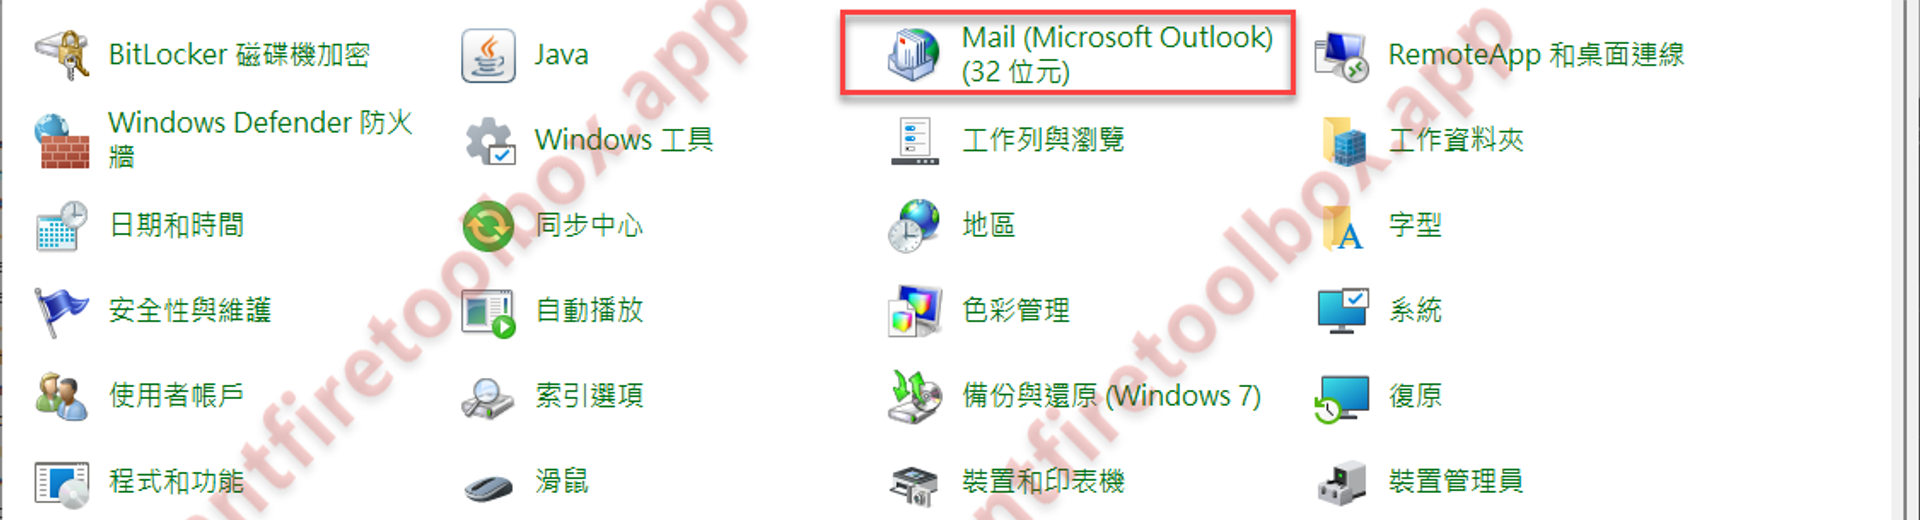 BitLocker 磁碟機加密
Java
Mail (Microsoft Outlook)
(32 位元)
RemoteApp 和桌面連線
Windows Defender 防火
牆
Windows 工具
工作列與瀏覽
工作資料夾
日期和時間
同步中心
地區
字型
安全性與維護
自動播放
色彩管理
系統
使用者帳戶
索引選項
備份與還原 (Windows 7)
復原
程式和功能
滑鼠
裝置和印表機
裝置管理員
ntfiretoolbox.app
ntfiretoolbox.app